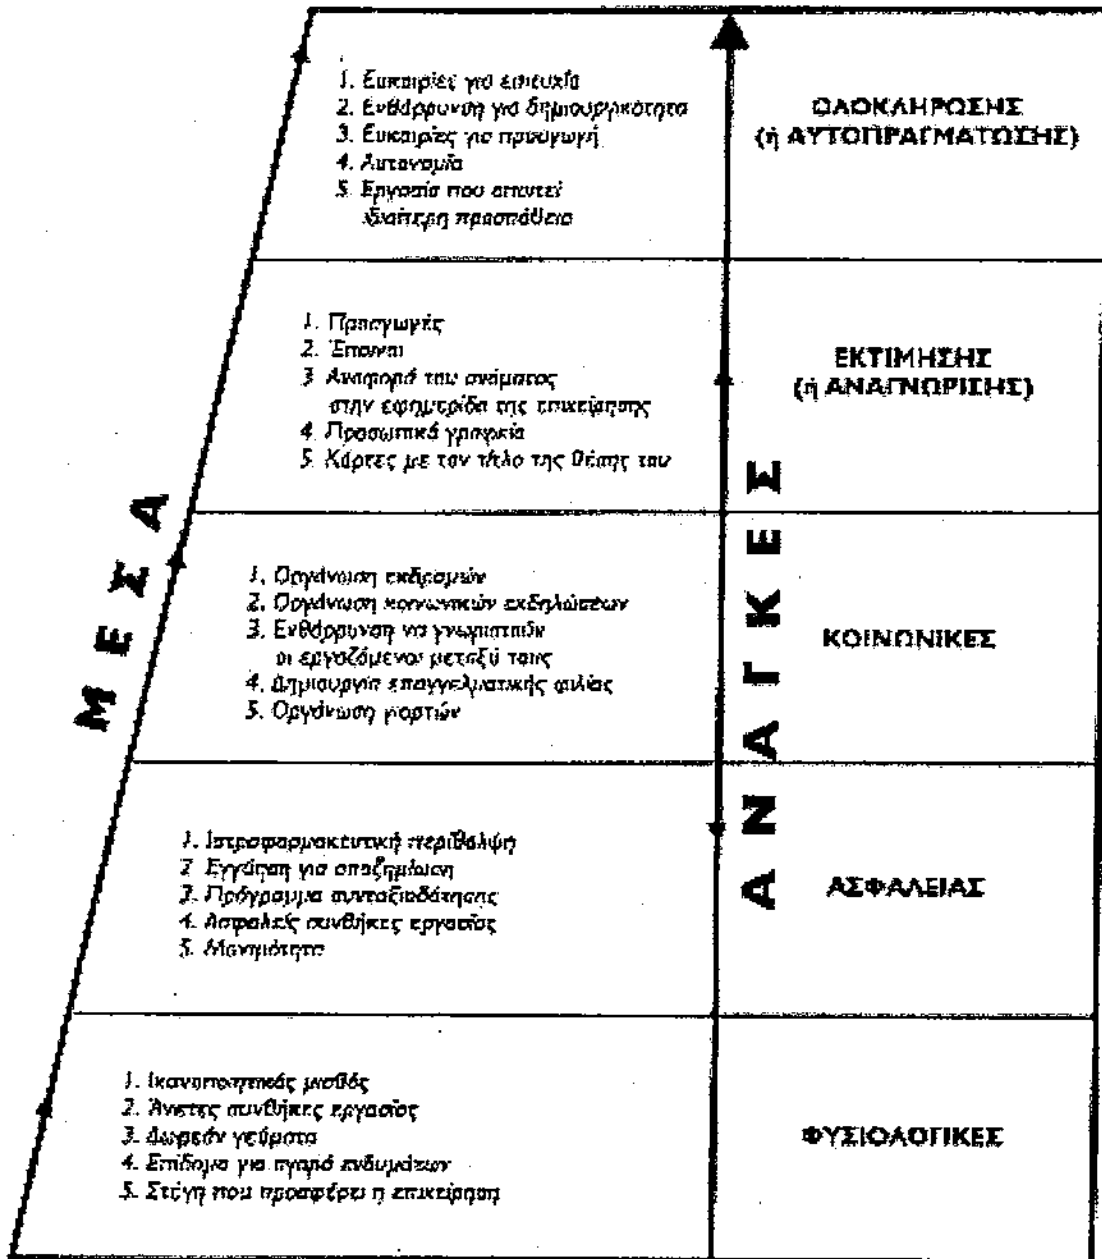 1. Ευκαιρίες για επιτυχία
2. Ενθάρρυνση για δημιουργικότητα
3. Ευκαιρίες για προαγωγή
4. Αυτονομία
5. Εργασία που απαιτεί
ιδιαίτερη προσπάθεια
ΟΛΟΚΛΗΡΩΣΗΣ
(ή ΑΥΤΟΠΡΑΓΜΑΤΩΣΗΣ)
1. Προαγωγές
2. Έπαινοι
3. Αναφορά του ονόματος
στην εφημερίδα της επιχείρησης
4. Προσωπικά γραφεία
5. Κάρτες με τον τίτλο της θέσης του
ΕΚΤΙΜΗΣΗΣ
(ή ΑΝΑΓΝΩΡΙΣΗΣ)
ΜΕΣΑ
ΑΝΑΓΚΕΣ
1. Οργάνωση εκδρομών
2. Οργάνωση κοινωνικών εκδηλώσεων
3. Ενθάρρυνση να γνωριστούν
οι εργαζόμενοι μεταξύ τους
4. Δημιουργία επαγγελματικής φιλίας
5. Οργάνωση γιορτών
ΚΟΙΝΩΝΙΚΕΣ
1. Ιατροφαρμακευτική περίθαλψη
2 Εγγύηση για αποζημίωση
3. Πρόγραμμα συνταξιοδότησης
4. Ασφαλείς συνθήκες εργασίας
5. Μονιμότητα
ΑΣΦΑΛΕΙΑΣ
1. Ικανοποιητικός μισθός
2. Άνετες συνθήκες εργασίας
3. Δωρεάν γεύματα
4. Επίδομα για αγορά ενδυμάτων
5. Στέγη που προσφέρει η επιχείρηση
ΦΥΣΙΟΛΟΓΙΚΕΣ